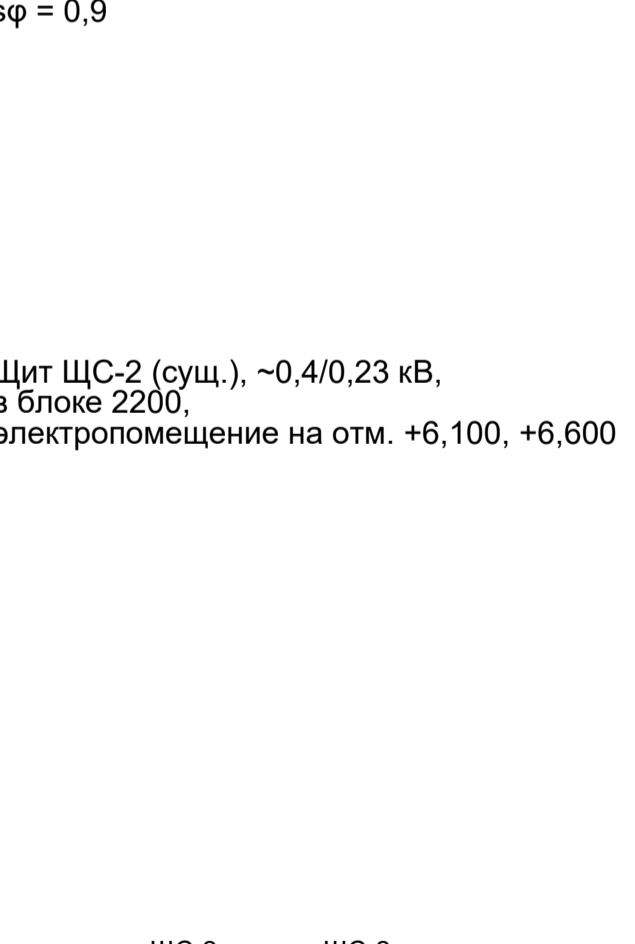 sφ = 0,9
Щит ЩС-2 (сущ.), ~0,4/0,23 кВ,
в блоке 2200,
электропомещение на отм. +6,100, +6,600